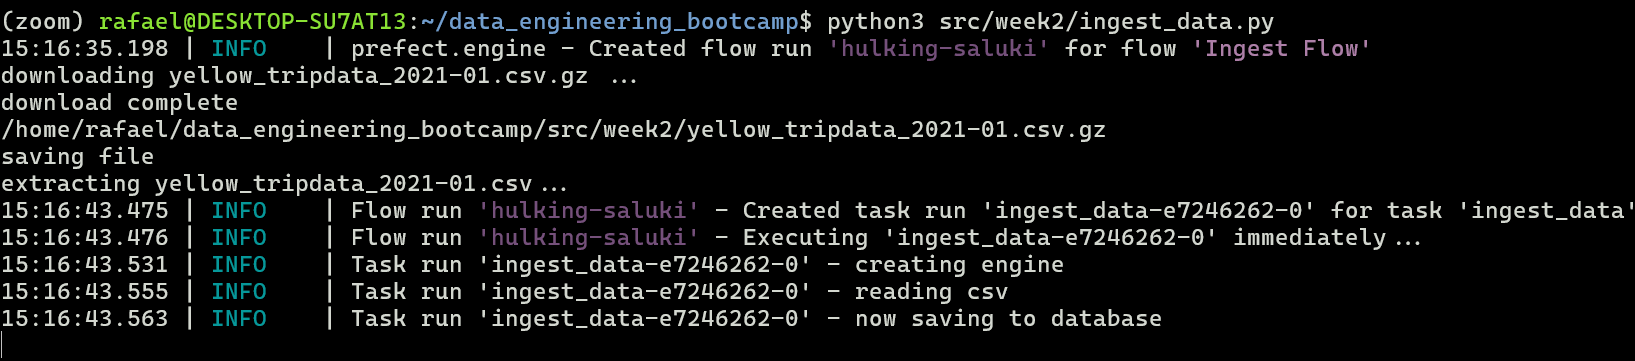 (zoom) rafael@DESKTOP-SU7AT13:~/data_engineering_bootcamp$ python3 src/week2/ingest_data.py
15:16:35.198 | INFO    | prefect.engine - Created flow run 'hulking-saluki' for flow 'Ingest Flow'
downloading yellow_tripdata_2021-01.csv.gz ...
download complete
/home/rafael/data_engineering_bootcamp/src/week2/yellow_tripdata_2021-01.csv.gz
saving file
extracting yellow_tripdata_2021-01.csv...
15:16:43.475 | INFO    | Flow run 'hulking-saluki' - Created task run 'ingest_data-e7246262-0' for task 'ingest_data'
15:16:43.476 | INFO    | Flow run 'hulking-saluki' - Executing 'ingest_data-e7246262-0' immediately...
15:16:43.531 | INFO    | Task run 'ingest_data-e7246262-0' - creating engine
15:16:43.555 | INFO    | Task run 'ingest_data-e7246262-0' - reading csv
15:16:43.563 | INFO    | Task run 'ingest_data-e7246262-0' - now saving to database